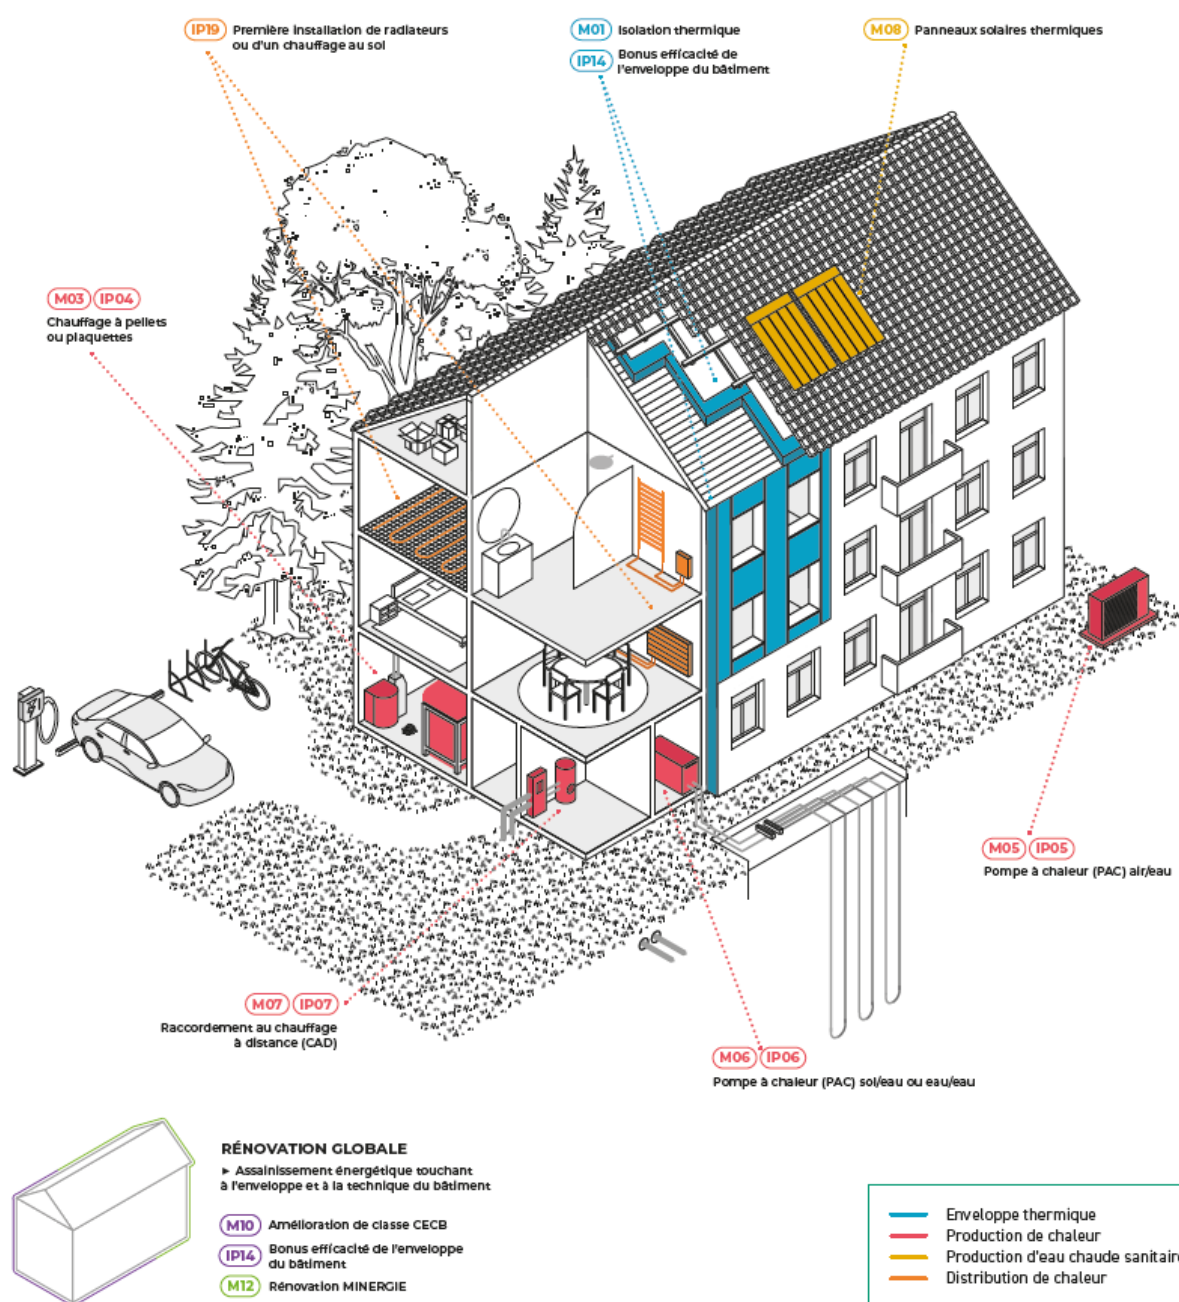 IP19 Première installation de radiateurs
ou d'un chauffage au sol
M01 Isolation thermique
IP14 Bonus efficacité de
l'enveloppe du bâtiment
M08 Panneaux solaires thermiques
M03 IP04
Chauffage à pellets
ou plaquettes
M05 IP05
Pompe à chaleur (PAC) air/eau
M07 IP07
Raccordement au chauffage
à distance (CAD)
M06 IP06
Pompe à chaleur (PAC) sol/eau ou eau/eau
RÉNOVATION GLOBALE
► Assainissement énergétique touchant
à l'enveloppe et à la technique du bâtiment
M10 Amélioration de classe CECB
IP14 Bonus efficacité de l'enveloppe
du bâtiment
M12 Rénovation MINERGIE
Enveloppe thermique
Production de chaleur
Production d'eau chaude sanitaire
Distribution de chaleur